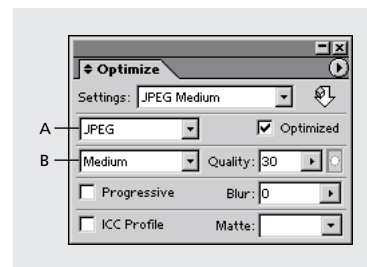 Optimize
Settings: JPEG Medium
A JPEG Optimized
B Medium Quality: 30
Progressive Blur: 0
ICC Profile Matte: